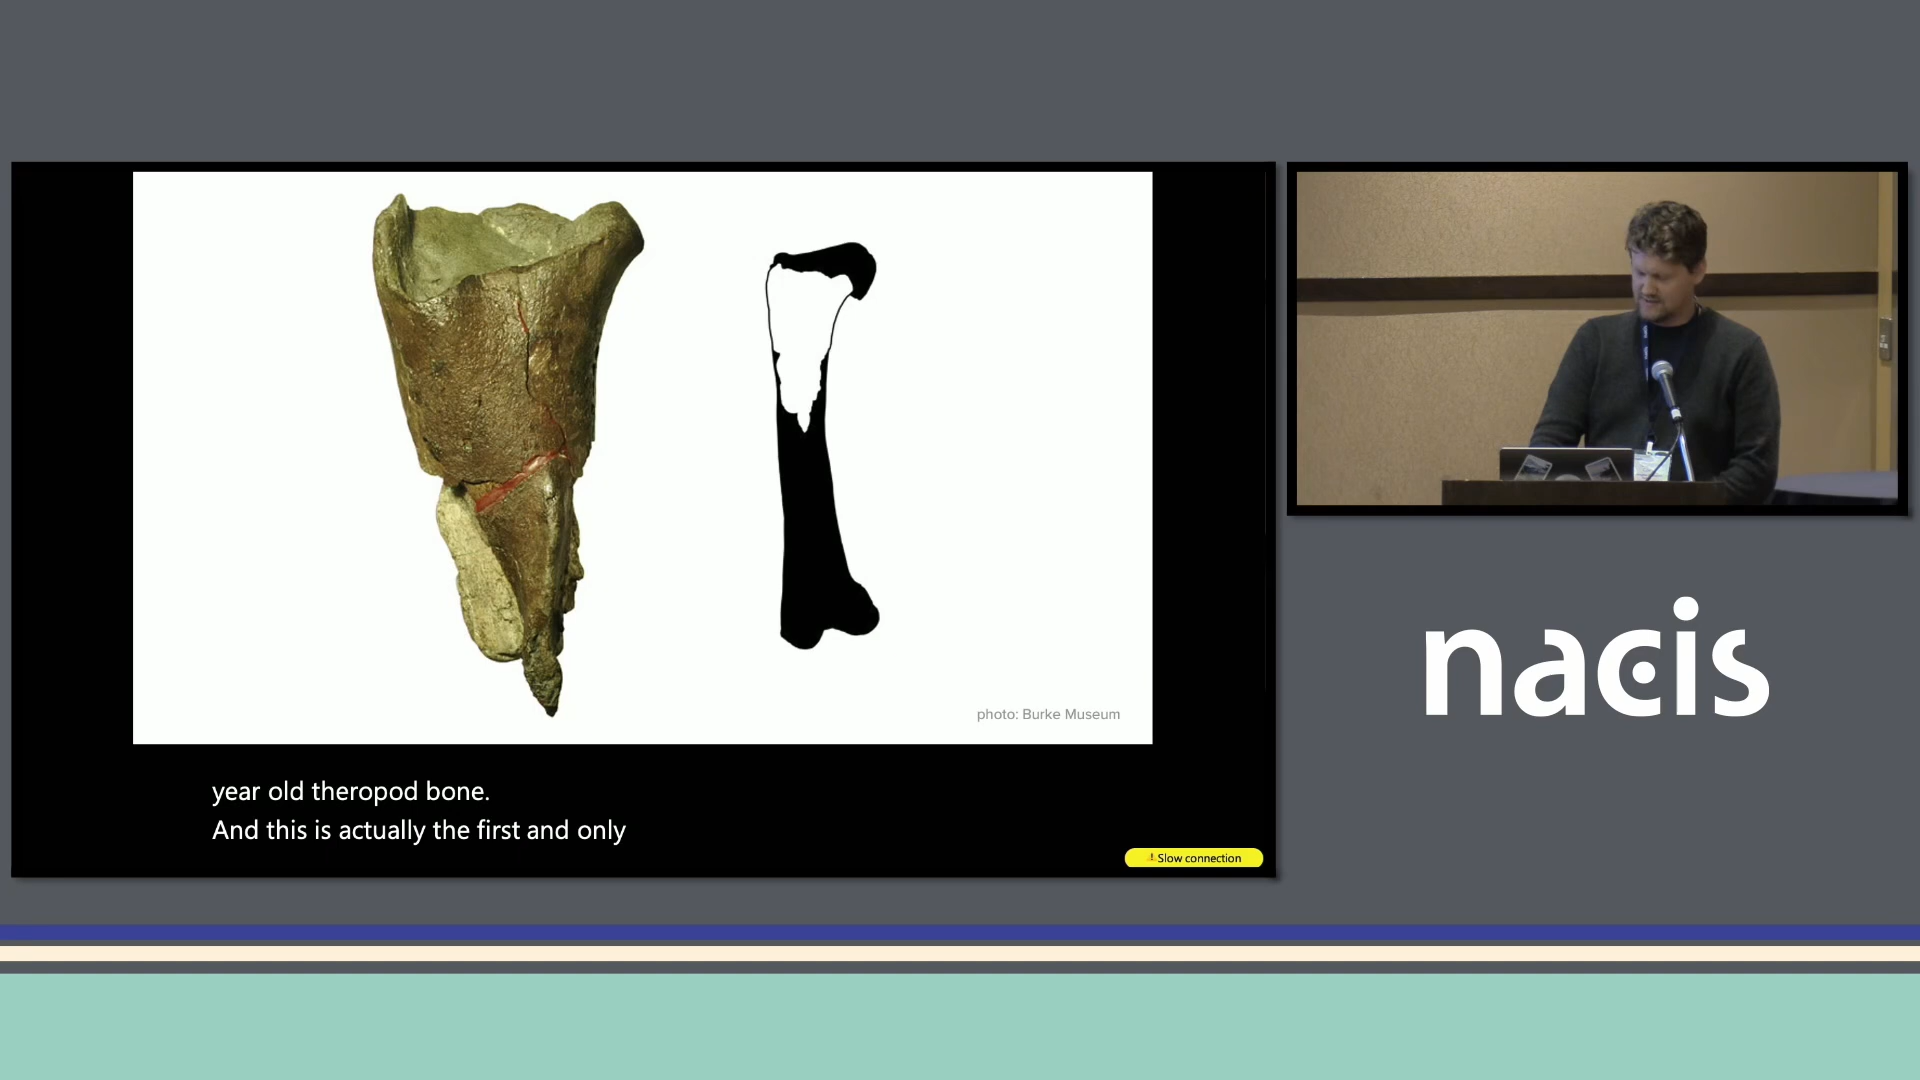 photo: Burke Museum
year old theropod bone.
And this is actually the first and only
Slow connection
nacis